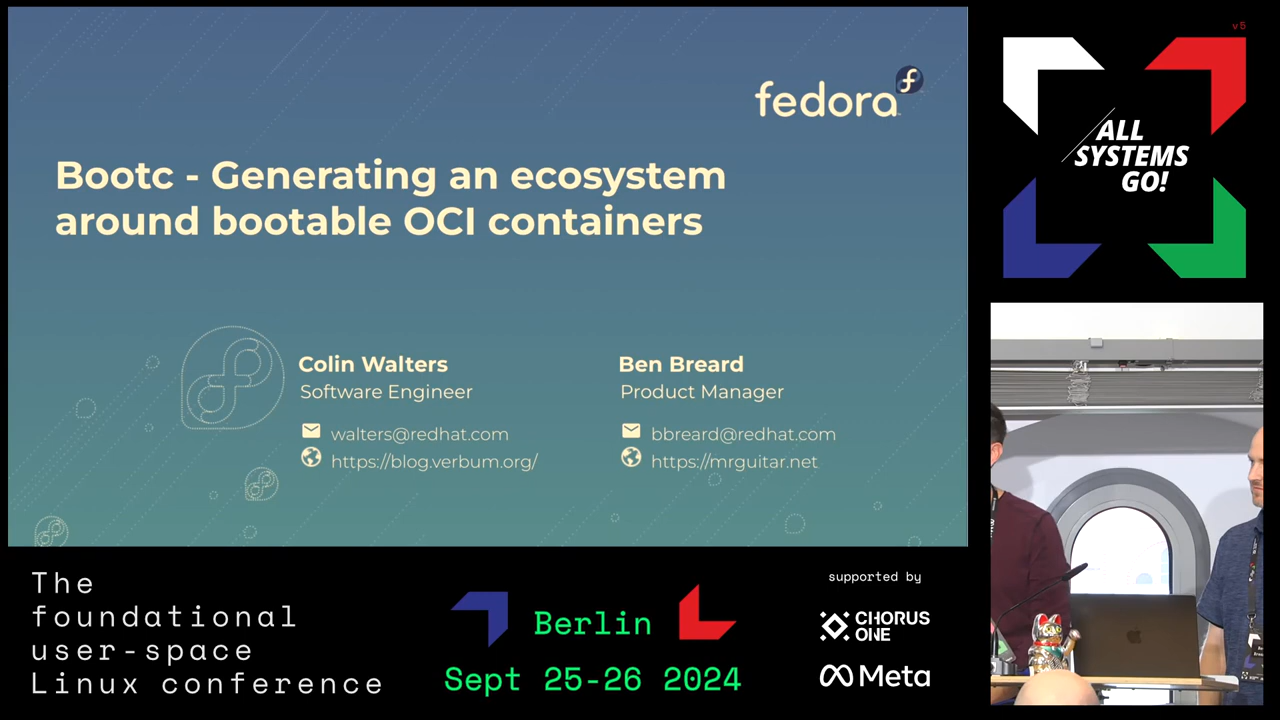 fedora
Bootc - Generating an ecosystem
around bootable OCI containers
Colin Walters
Software Engineer
walters@redhat.com
https://blog.verbum.org/
Ben Breard
Product Manager
bbreard@redhat.com
https://mrguitar.net
v5
ALL
SYSTEMS
GO!
The
foundational
user-space
Linux conference
Berlin
Sept 25-26 2024
supported by
CHORUS
ONE
Meta